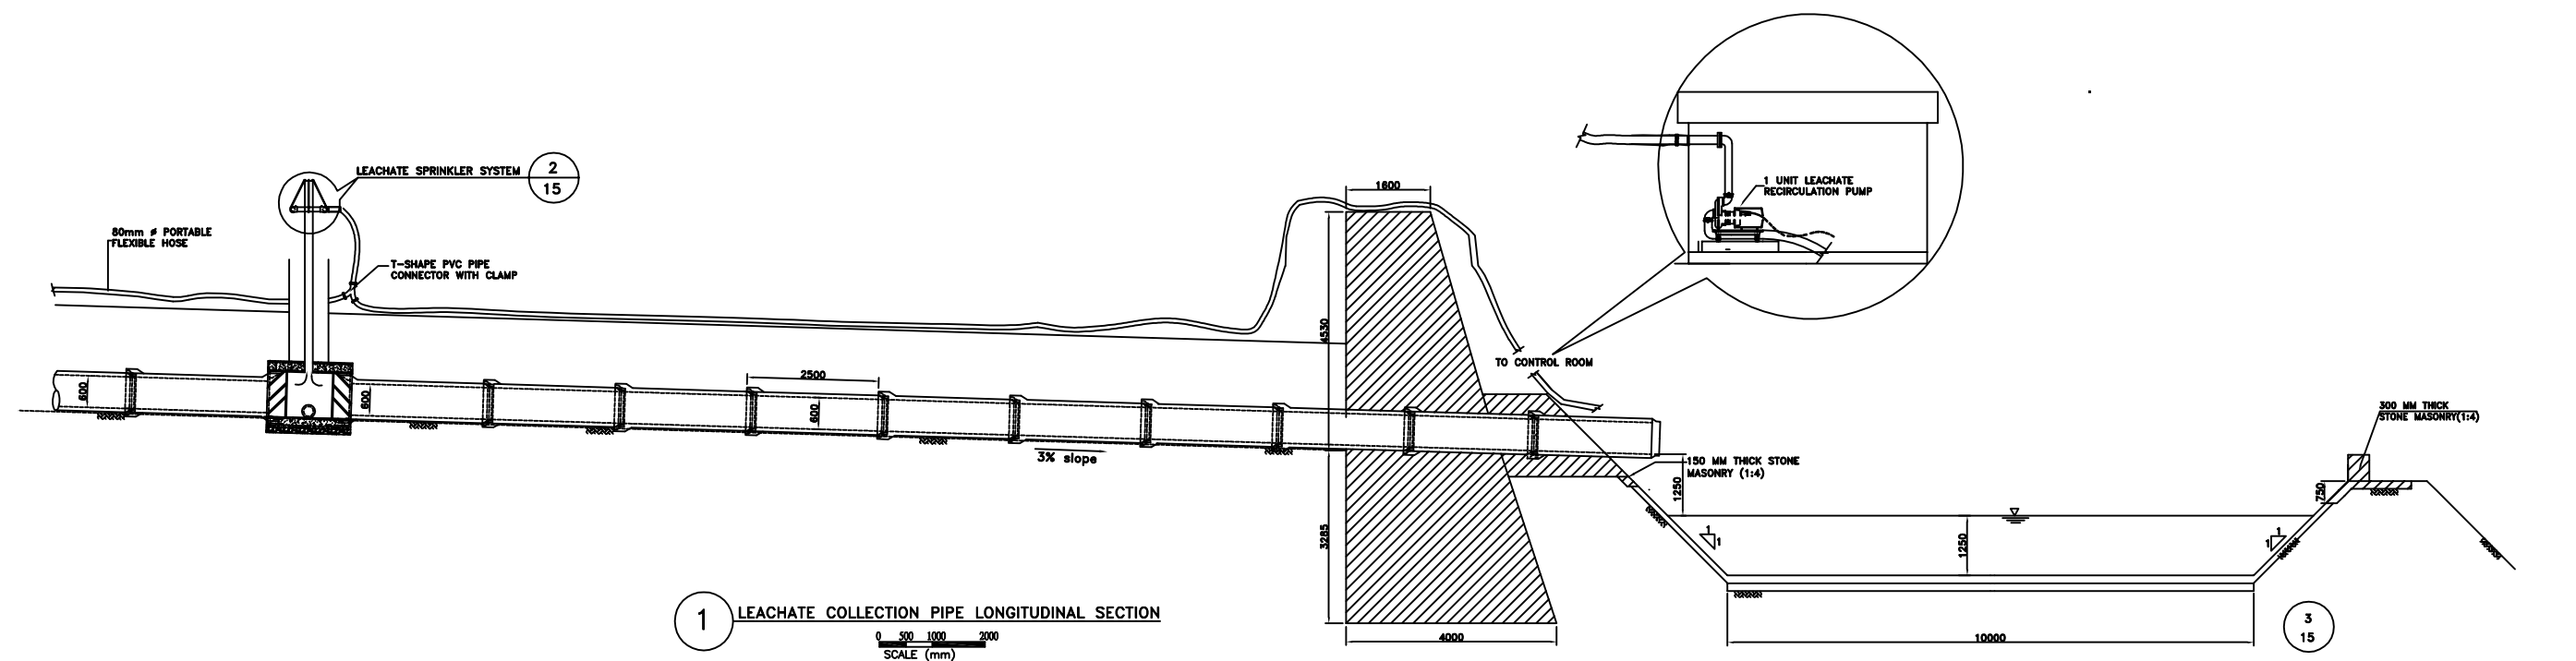 1 UNIT LEACHATE
RECIRCULATION PUMP
LEACHATE SPRINKLER SYSTEM
2
15
1600
80mm ø PORTABLE
FLEXIBLE HOSE
T-SHAPE PVC PIPE
CONNECTOR WITH CLAMP
4530
TO CONTROL ROOM
2500
600
600
600
300 MM THICK
STONE MASONRY(1:4)
3% slope
150 MM THICK STONE
MASONRY (1:4)
1250
750
3285
1
1
1250
1
1
1
LEACHATE COLLECTION PIPE LONGITUDINAL SECTION
0 500 1000 2000
SCALE (mm)
4000
10000
3
15